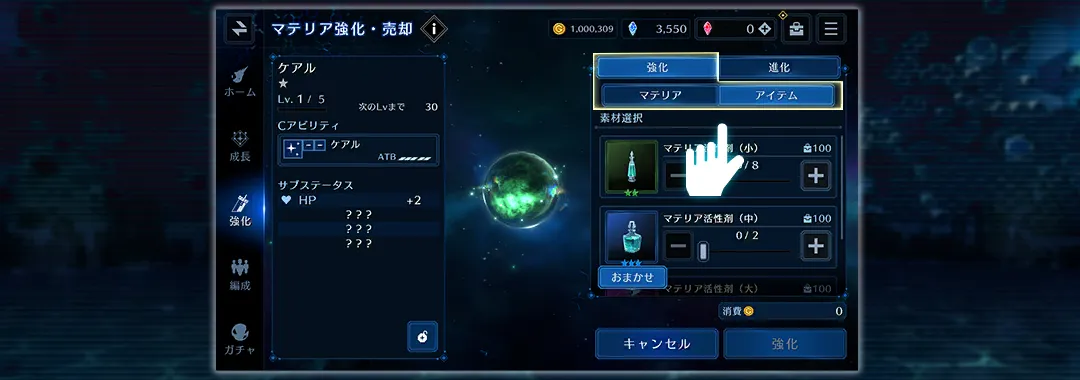 マテリア強化・売却
i
1,000,309
3,550
0
ホーム
成長
強化
編成
ガチャ
ケアル
Lv. 1 / 5
次のLvまで 30
Cアビリティ
ケアル
ATB
サブステータス
HP +2
? ? ?
? ? ?
? ? ?
強化
進化
マテリア
アイテム
素材選択
マテリア活 剤（小） 100
/ 8
マテリア活性剤（中） 100
0 / 2
おまかせ
マテリア活性剤（大） 100
消費 0
キャンセル
強化